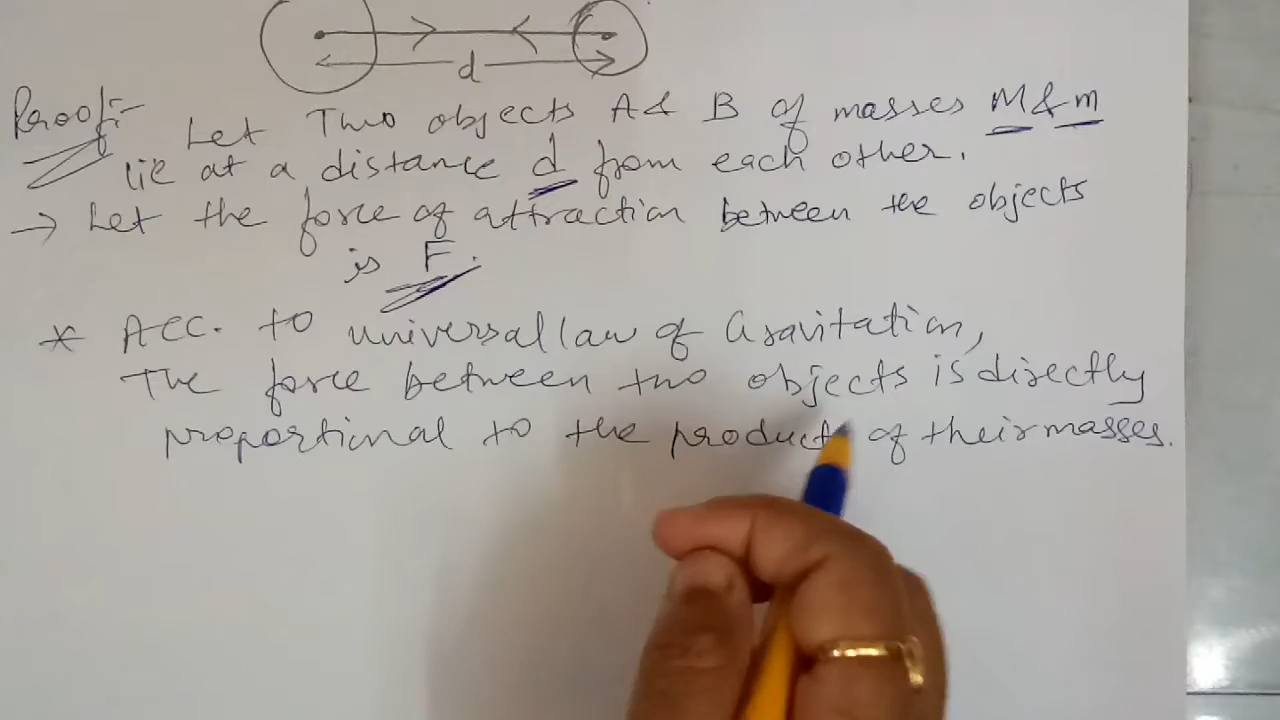 d
Proof:-
Let Two objects A & B of masses M & m
lie at a distance d from each other.
→ Let the force of attraction between the objects
is F.
* Acc. to universal law of Gravitation,
The force between two objects is directly
proportional to the product of their masses.